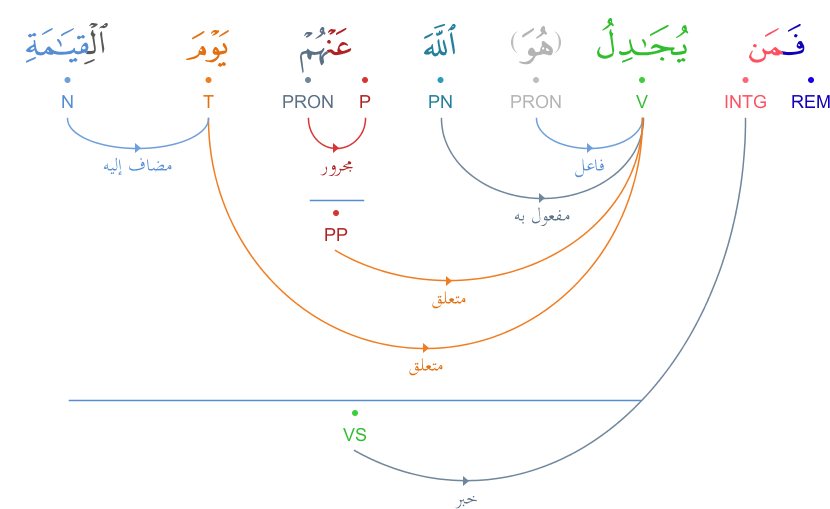 فَمَن يُجَـٰدِلُ (هُوَ) ٱللَّهَ عَنْهُمْ يَوْمَ ٱلْقِيَـٰمَةِ
REM INTG V PRON PN P PRON T N
فاعل مجرور مضاف إليه
مفعول به
PP
متعلق
متعلق
VS
خبر